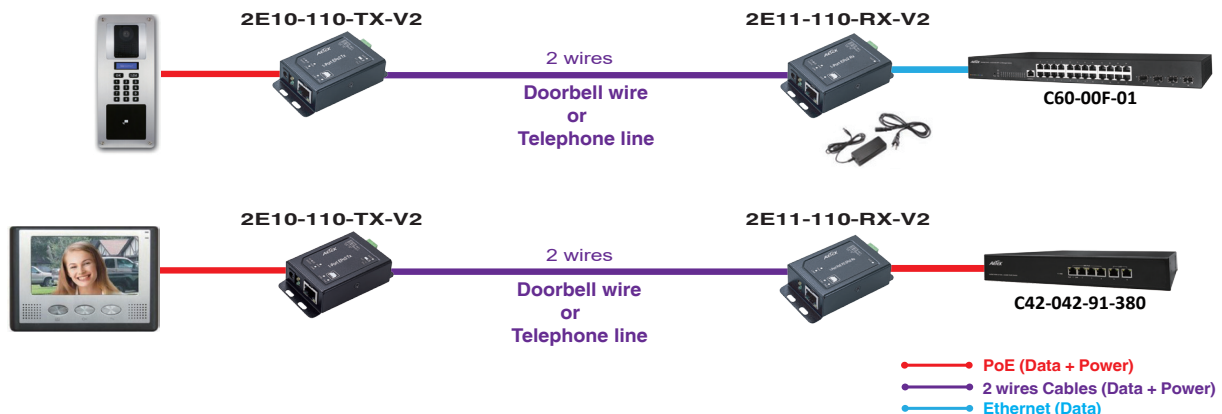 2E10-110-TX-V2
2E11-110-RX-V2
2 wires
Doorbell wire
or
Telephone line
C60-00F-01
2E10-110-TX-V2
2E11-110-RX-V2
2 wires
Doorbell wire
or
Telephone line
C42-042-91-380
PoE (Data + Power)
2 wires Cables (Data + Power)
Ethernet (Data)